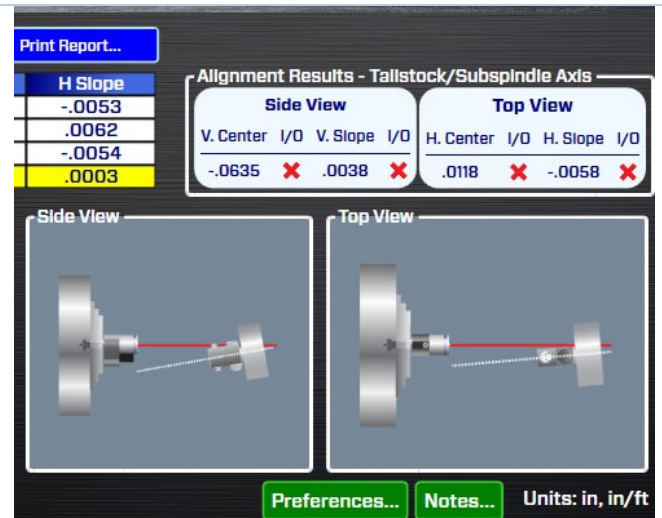 Print Report...
H Slope
-.0053
.0062
-.0054
.0003
Alignment Results - Tailstock/Subspindle Axis
Side View
V. Center I/O V. Slope I/O
-.0635 ✖ .0038 ✖
Top View
H. Center I/O H. Slope I/O
.0118 ✖ -.0058 ✖
Side View
Top View
Preferences...
Notes...
Units: in, in/ft